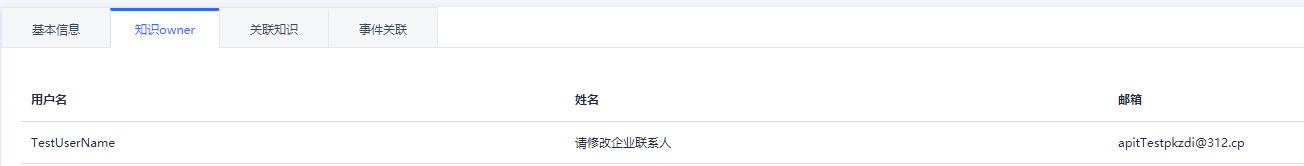 基本信息 知识owner 关联知识 事件关联
用户名 姓名 邮箱
TestUserName 请修改企业联系人 apitTestpkzdi@312.cp